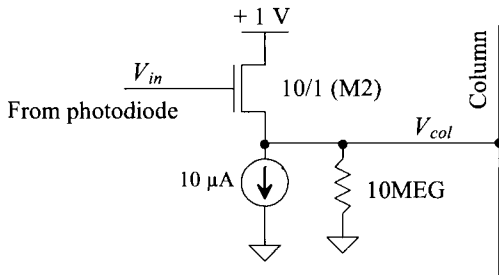 + 1 V
V_in
From photodiode
10/1 (M2)
Column
V_col
10 µA
10MEG